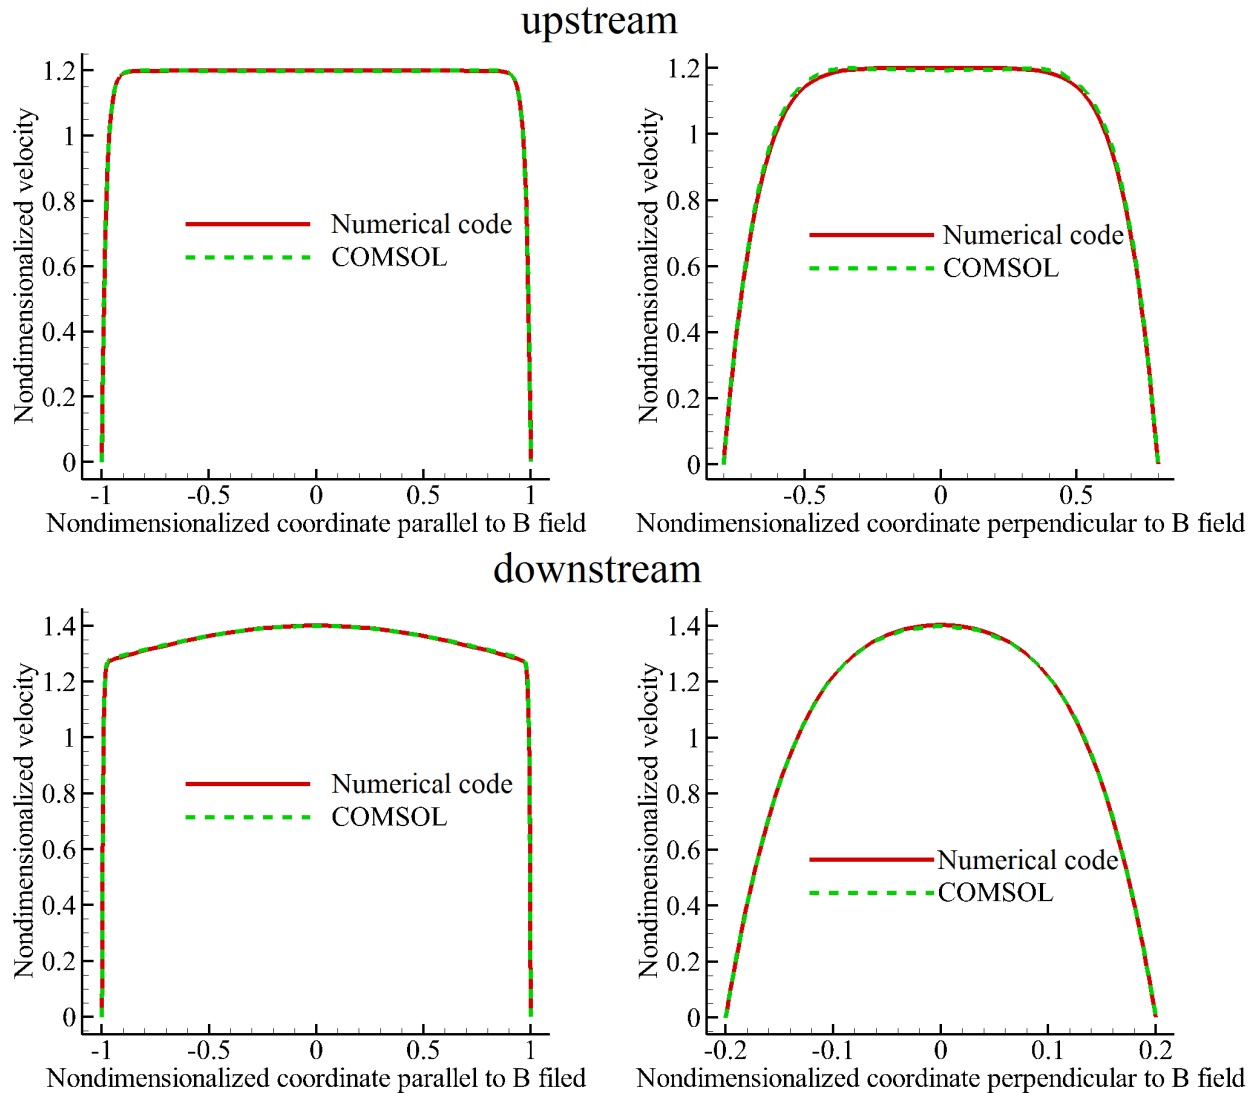 upstream
Nondimensionalized velocity
1.2
1
0.8
0.6
0.4
0.2
0
Numerical code
COMSOL
-1 -0.5 0 0.5 1
Nondimensionalized coordinate parallel to B field
Nondimensionalized velocity
1.2
1
0.8
0.6
0.4
0.2
0
Numerical code
COMSOL
-0.5 0 0.5
Nondimensionalized coordinate perpendicular to B field
downstream
Nondimensionalized velocity
1.4
1.2
1
0.8
0.6
0.4
0.2
0
Numerical code
COMSOL
-1 -0.5 0 0.5 1
Nondimensionalized coordinate parallel to B filed
Nondimensionalized velocity
1.4
1.2
1
0.8
0.6
0.4
0.2
0
Numerical code
COMSOL
-0.2 -0.1 0 0.1 0.2
Nondimensionalized coordinate perpendicular to B field